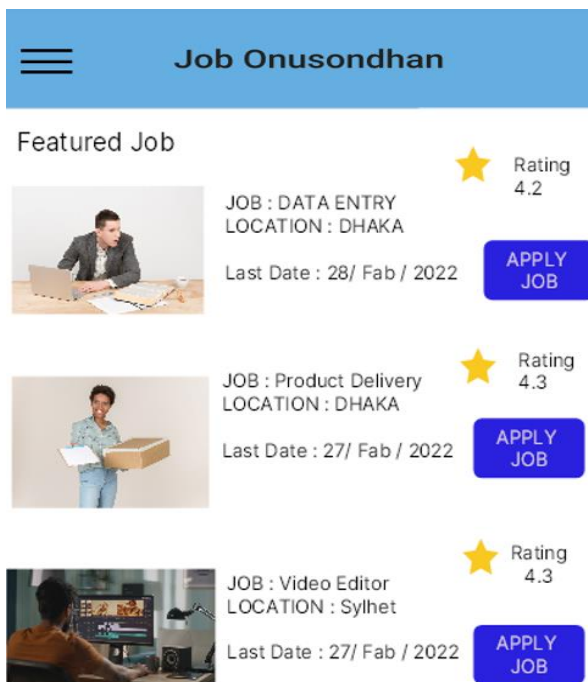 Job Onusondhan
Featured Job
Rating
4.2
JOB : DATA ENTRY
LOCATION : DHAKA
Last Date : 28/ Fab / 2022
APPLY
JOB
Rating
4.3
JOB : Product Delivery
LOCATION : DHAKA
Last Date : 27/ Fab / 2022
APPLY
JOB
Rating
4.3
JOB : Video Editor
LOCATION : Sylhet
Last Date : 27/ Fab / 2022
APPLY
JOB